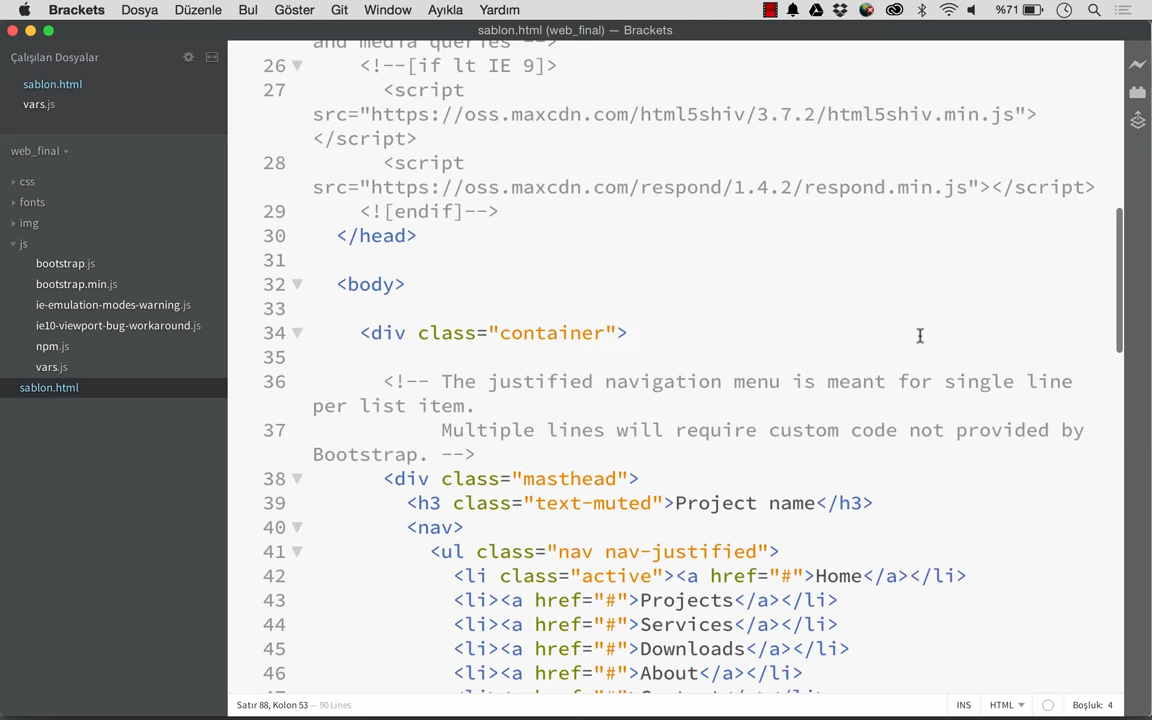 Brackets Dosya Düzenle Bul Göster Git Window Ayıkla Yardım %71
sablon.html (web_final) — Brackets
Çalışılan Dosyalar
sablon.html
vars.js
web_final
css
fonts
img
js
bootstrap.js
bootstrap.min.js
ie-emulation-modes-warning.js
ie10-viewport-bug-workaround.js
npm.js
vars.js
sablon.html
and media queries -->
26 <!--[if lt IE 9]>
27 <script
src="https://oss.maxcdn.com/html5shiv/3.7.2/html5shiv.min.js">
</script>
28 <script
src="https://oss.maxcdn.com/respond/1.4.2/respond.min.js"></script>
29 <![endif]-->
30 </head>
31
32 <body>
33
34 <div class="container">
35
36 <!-- The justified navigation menu is meant for single line
per list item.
37 Multiple lines will require custom code not provided by
Bootstrap. -->
38 <div class="masthead">
39 <h3 class="text-muted">Project name</h3>
40 <nav>
41 <ul class="nav nav-justified">
42 <li class="active"><a href="#">Home</a></li>
43 <li><a href="#">Projects</a></li>
44 <li><a href="#">Services</a></li>
45 <li><a href="#">Downloads</a></li>
46 <li><a href="#">About</a></li>
Satır 88, Kolon 53 — 90 Lines INS HTML Boşluk: 4